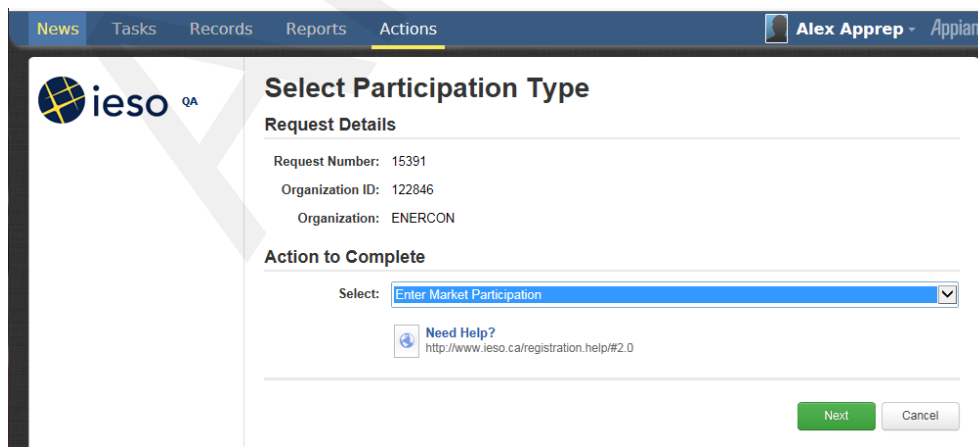 News Tasks Records Reports Actions Alex Apprep Appian
ieso QA
Select Participation Type
Request Details
Request Number: 15391
Organization ID: 122846
Organization: ENERCON
Action to Complete
Select: Enter Market Participation
Need Help?
http://www.ieso.ca/registration.help/#2.0
Next Cancel